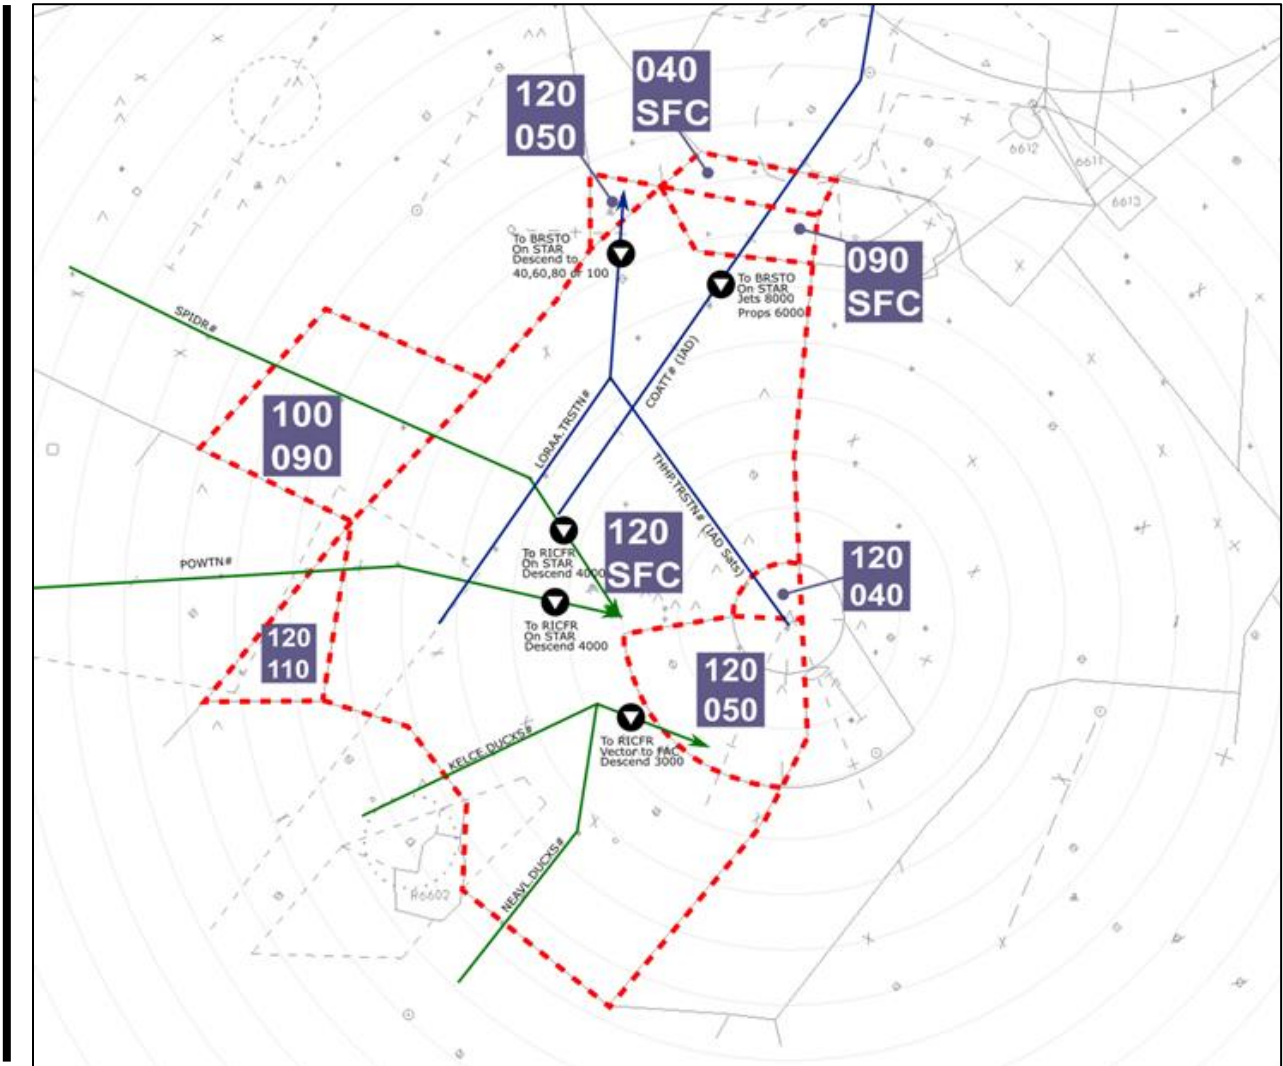 040
SFC
120
050
6612
6611
6613
To BRSTO
On STAR
Descend to
40,60,80 or 100
090
SFC
To BRSTO
On STAR
Jets 8000
Props 6000
SPIDR#
COATT# (IAD)
LORAA.TRSTN#
100
090
THHP.TRSTN# (IAD Sats)
120
SFC
To RICFR
On STAR
Descend 4000
120
040
POWTN#
To RICFR
On STAR
Descend 4000
120
110
120
050
KELCE.DUCXS#
To RICFR
Vector to FAC
Descend 3000
NEAVL.DUCXS#
R6602